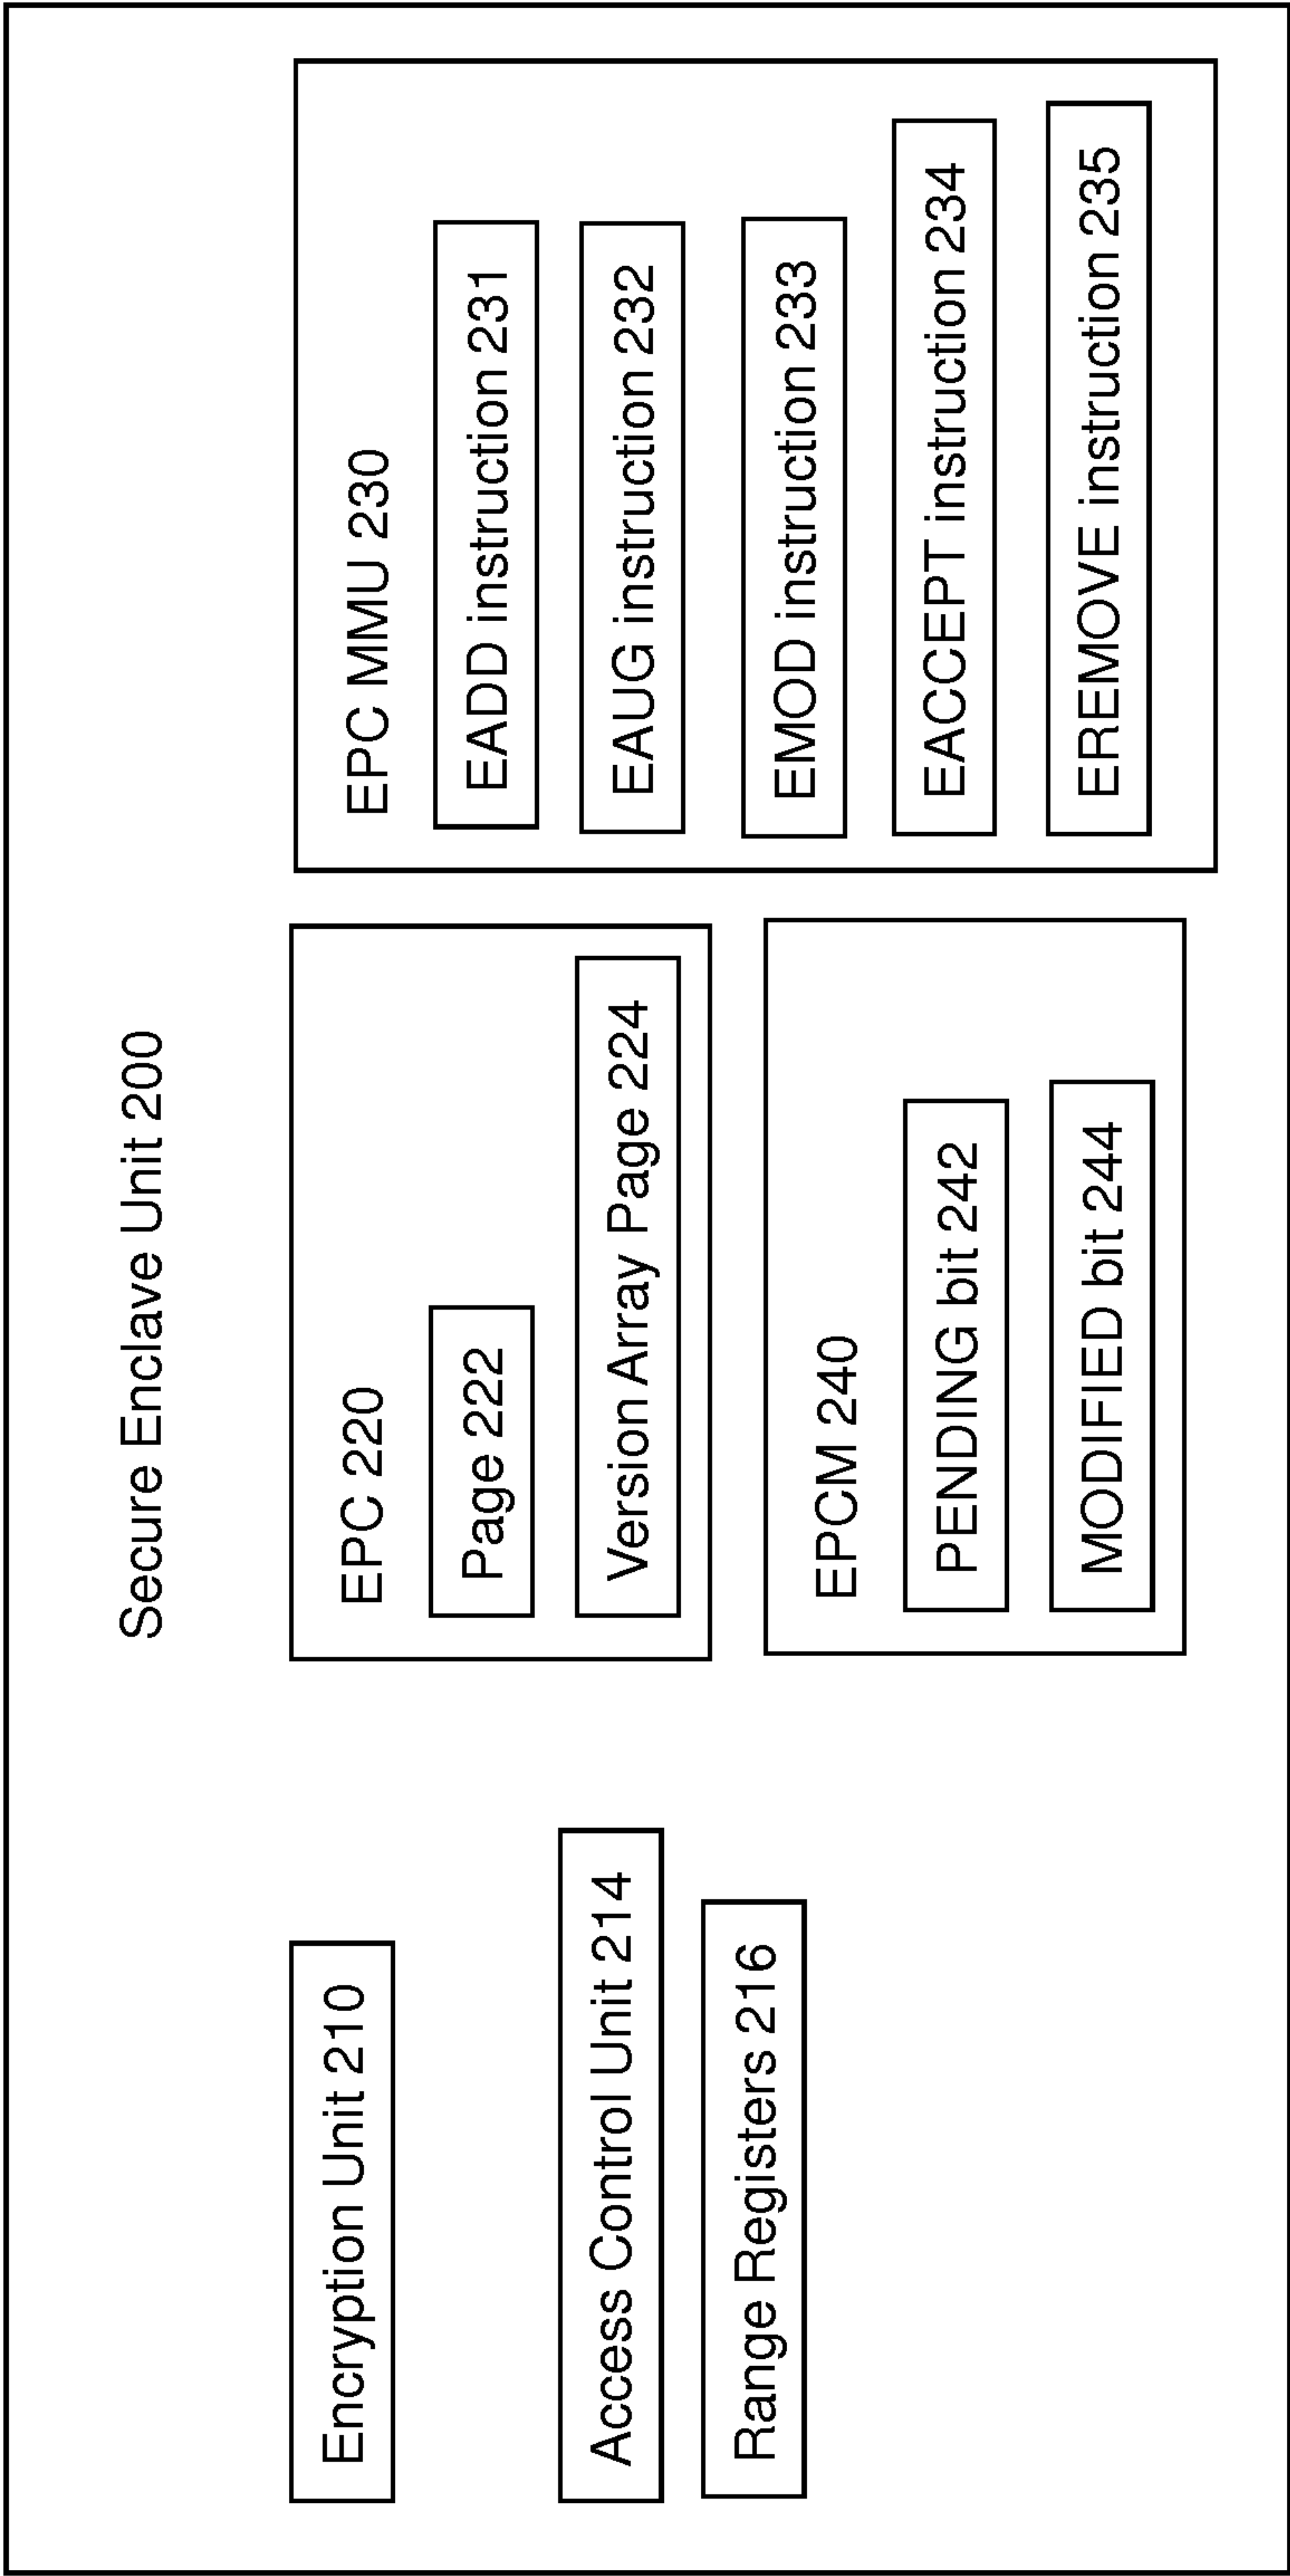 Secure Enclave Unit 200
Encryption Unit 210
Access Control Unit 214
Range Registers 216
EPC 220
Page 222
Version Array Page 224
EPCM 240
PENDING bit 242
MODIFIED bit 244
EPC MMU 230
EADD instruction 231
EAUG instruction 232
EMOD instruction 233
EACCEPT instruction 234
EREMOVE instruction 235